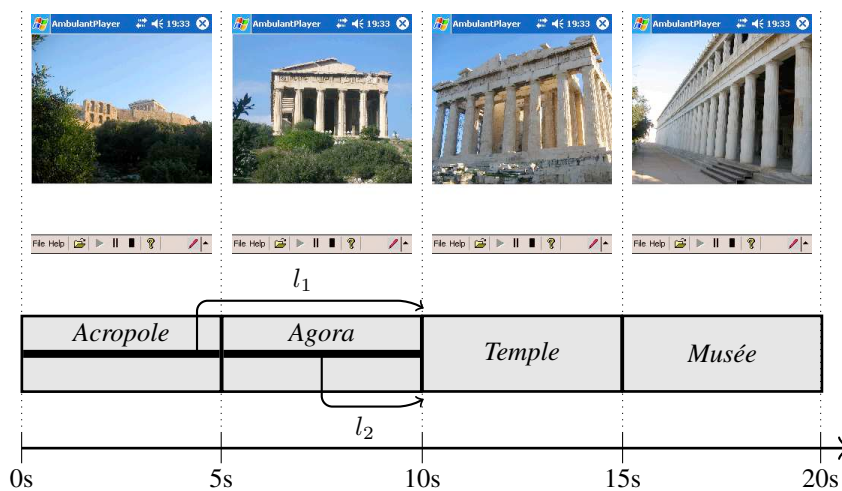 AmbulantPlayer 19:33 AmbulantPlayer 19:33 AmbulantPlayer 19:33 AmbulantPlayer 19:33
File Help File Help File Help File Help
l1
Acropole Agora Temple Musée
l2
0s 5s 10s 15s 20s